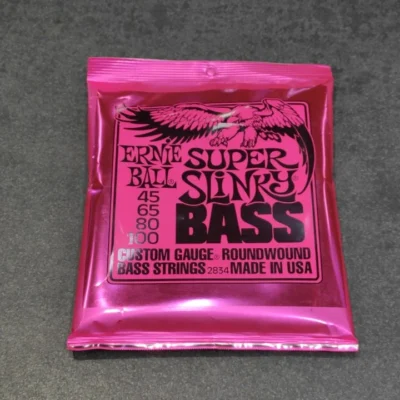 ERNIE BALL
SUPER SLINKY
BASS
45
65
80
100
CUSTOM GAUGE® ROUNDWOUND
BASS STRINGS 2834 MADE IN USA